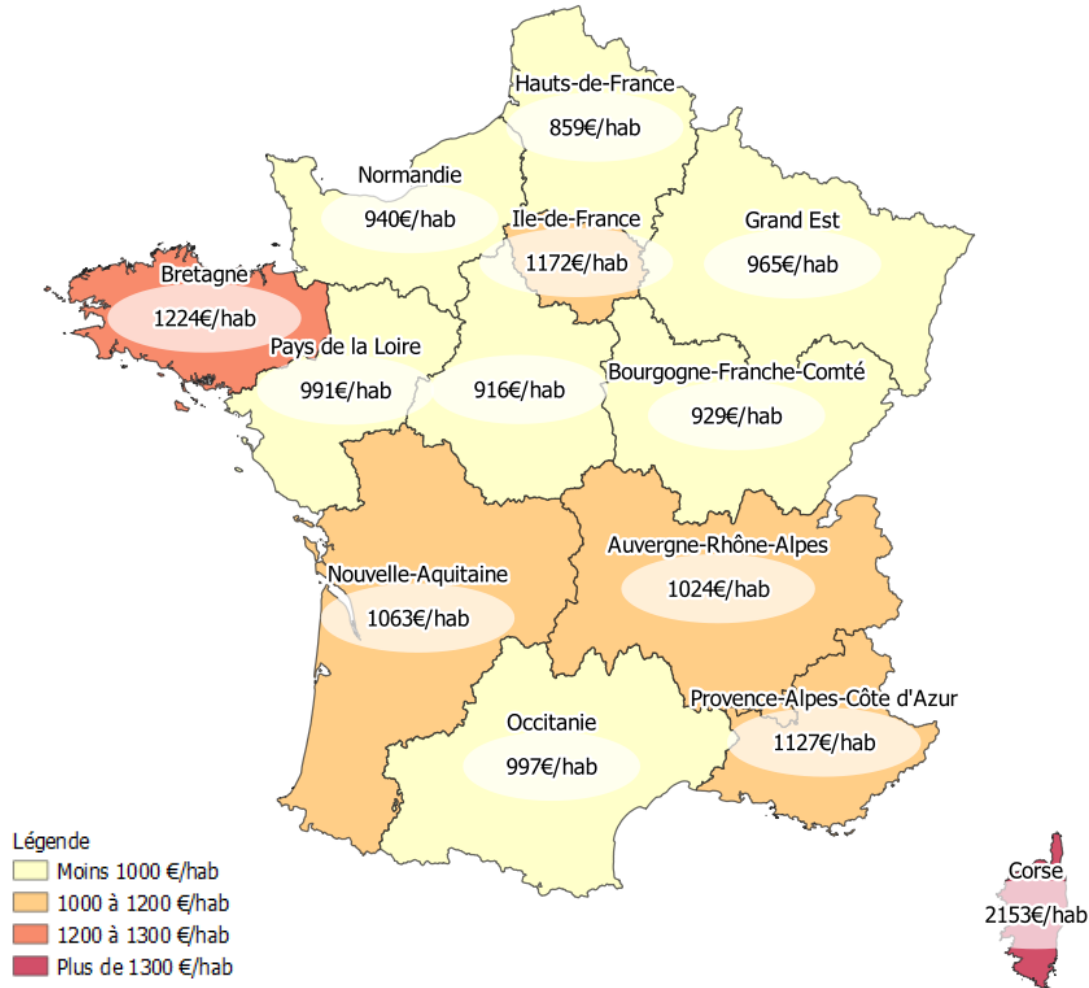 Hauts-de-France
859€/hab
Normandie
940€/hab
Ile-de-France
1172€/hab
Grand Est
965€/hab
Bretagne
1224€/hab
Pays de la Loire
991€/hab
916€/hab
Bourgogne-Franche-Comté
929€/hab
Auvergne-Rhône-Alpes
1024€/hab
Nouvelle-Aquitaine
1063€/hab
Provence-Alpes-Côte d'Azur
1127€/hab
Occitanie
997€/hab
Légende
Moins 1000 €/hab
1000 à 1200 €/hab
1200 à 1300 €/hab
Plus de 1300 €/hab
Corse
2153€/hab